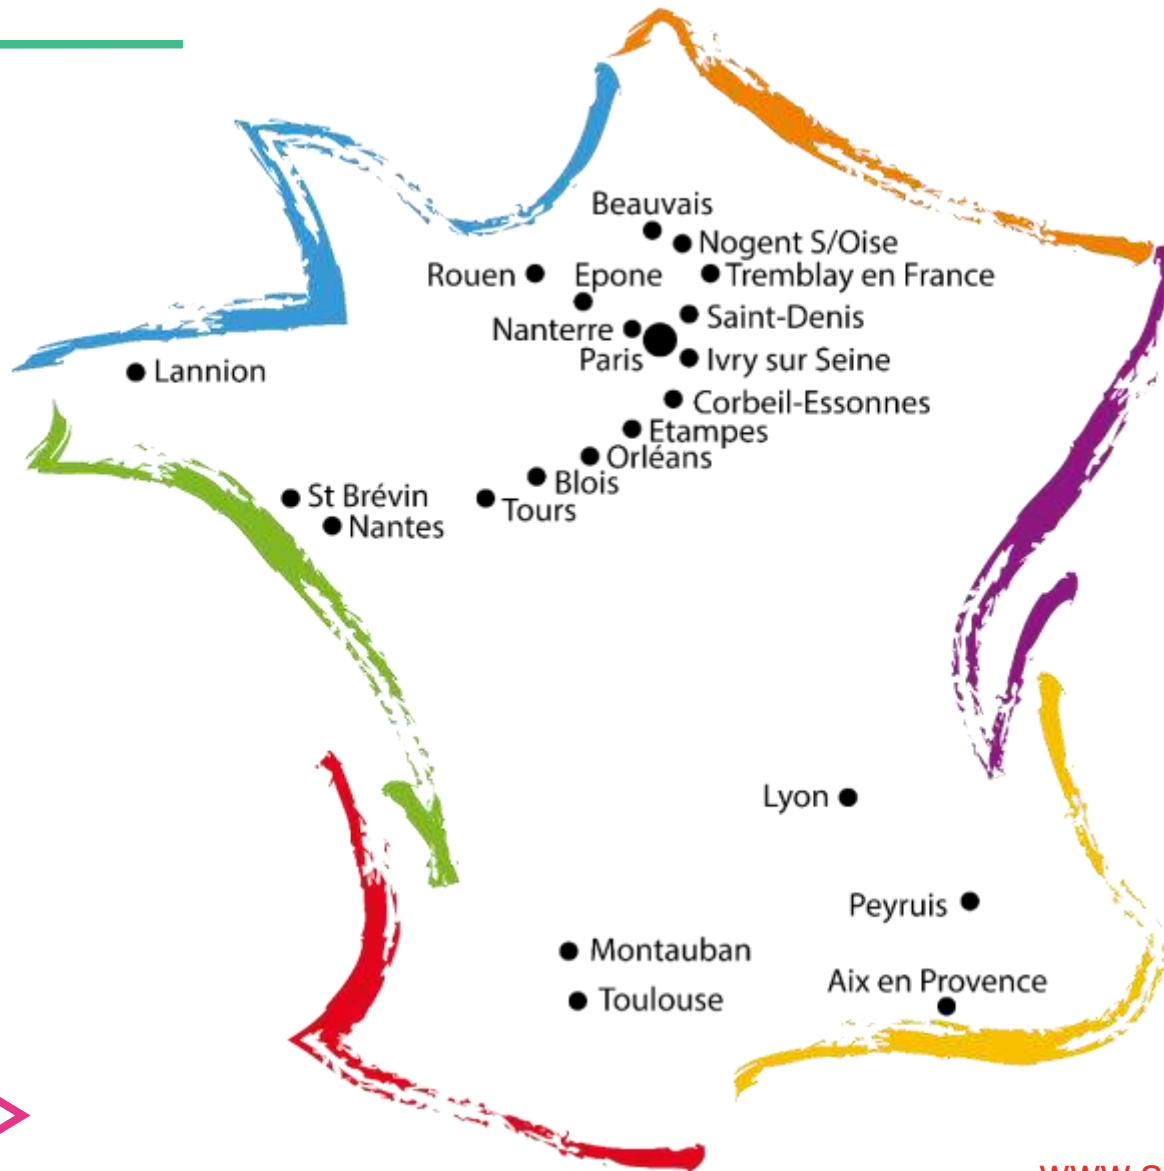 Beauvais
Nogent S/Oise
Rouen
Epone
Tremblay en France
Saint-Denis
Nanterre
Paris
Ivry sur Seine
Lannion
Corbeil-Essonnes
Etampes
Orléans
Blois
St Brévin
Tours
Nantes
Lyon
Peyruis
Montauban
Aix en Provence
Toulouse